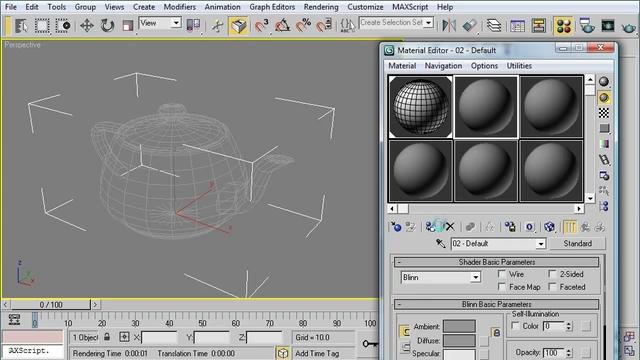 File Edit Tools Group Views Create Modifiers Animation Graph Editors Rendering Customize MAXScript Help
View
Create Selection Set
Perspective
Material Editor - 02 - Default
Material Navigation Options Utilities
02 - Default
Standard
Shader Basic Parameters
Blinn
Wire
2-Sided
Face Map
Faceted
Blinn Basic Parameters
Self-Illumination
Ambient:
Color 0
Diffuse:
Specular
Opacity: 100
0 / 100
0 10 20 30 40 50 60 70 80 90 100
1 Object
X:
Y:
Z:
Grid = 10.0
AXScript.
Rendering Time 0:00:01
Translation Time 0:00:00
Add Time Tag